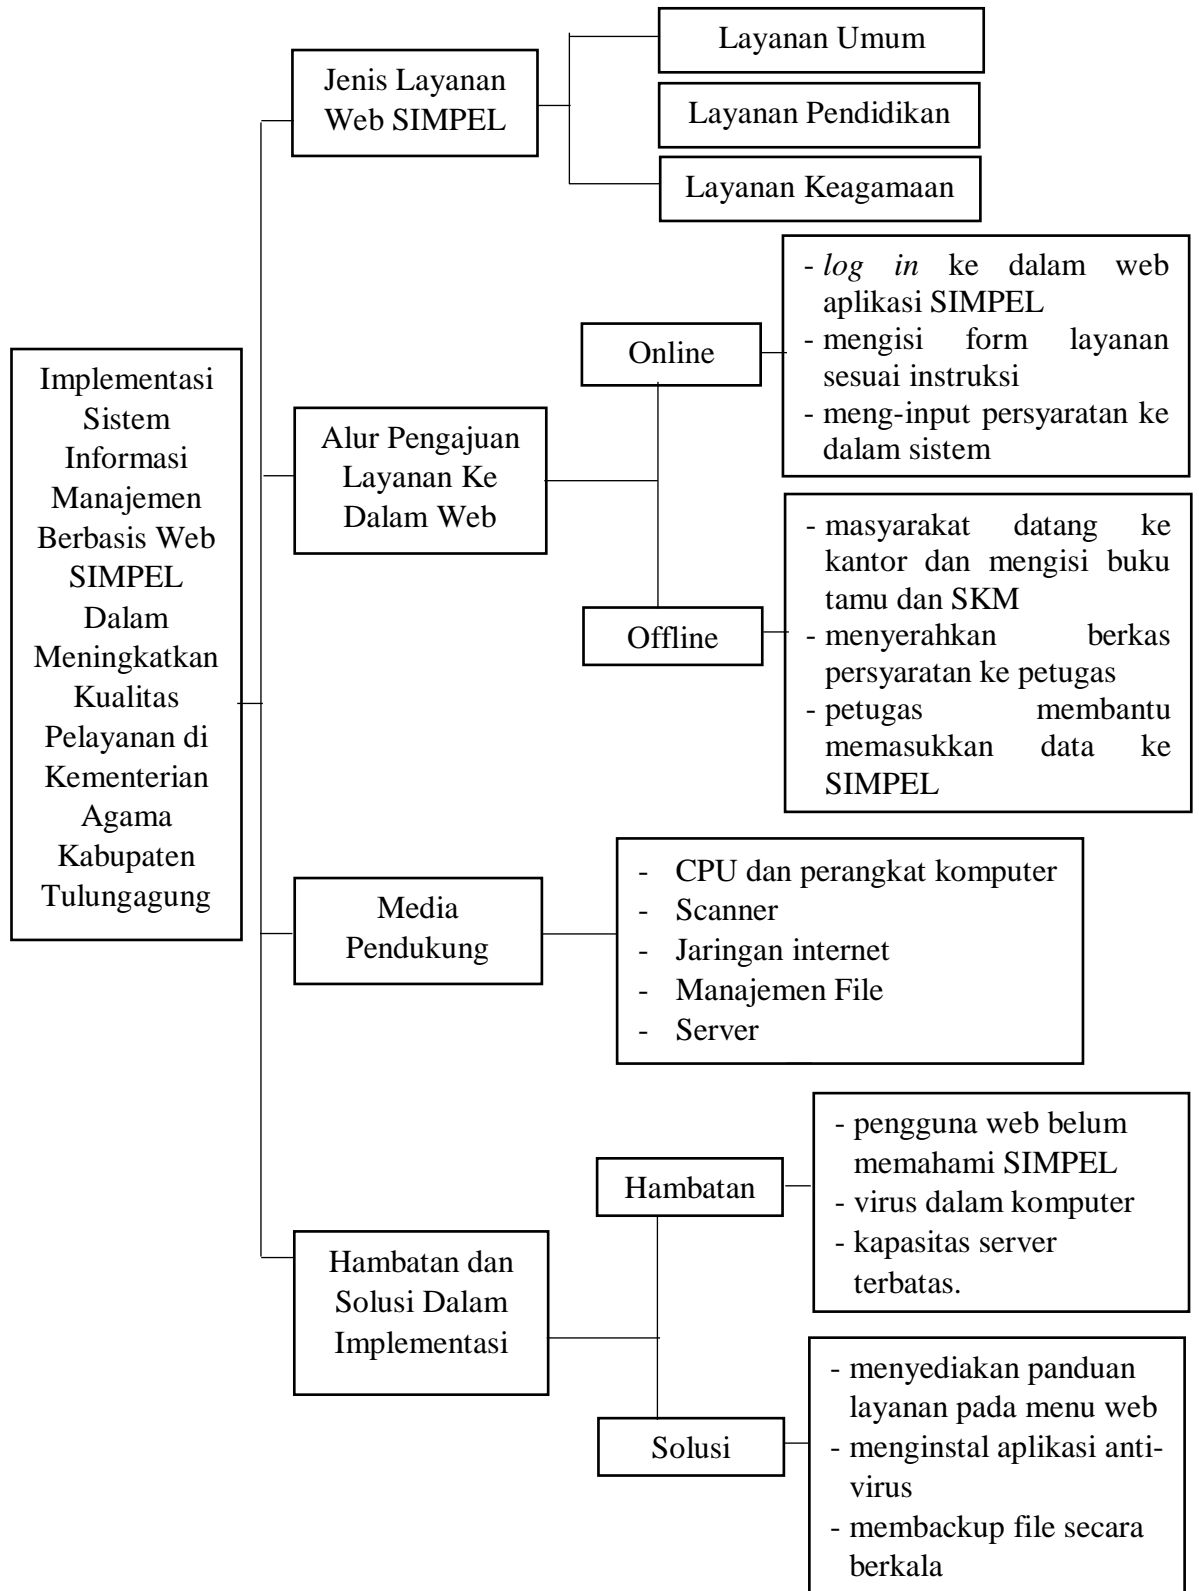 Implementasi
Sistem
Informasi
Manajemen
Berbasis Web
SIMPEL
Dalam
Meningkatkan
Kualitas
Pelayanan di
Kementerian
Agama
Kabupaten
Tulungagung
Jenis Layanan
Web SIMPEL
Layanan Umum
Layanan Pendidikan
Layanan Keagamaan
Alur Pengajuan
Layanan Ke
Dalam Web
Online
- log in ke dalam web
aplikasi SIMPEL
- mengisi form layanan
sesuai instruksi
- meng-input persyaratan ke
dalam sistem
Offline
- masyarakat datang ke
kantor dan mengisi buku
tamu dan SKM
- menyerahkan berkas
persyaratan ke petugas
- petugas membantu
memasukkan data ke
SIMPEL
Media
Pendukung
- CPU dan perangkat komputer
- Scanner
- Jaringan internet
- Manajemen File
- Server
Hambatan dan
Solusi Dalam
Implementasi
Hambatan
- pengguna web belum
memahami SIMPEL
- virus dalam komputer
- kapasitas server
terbatas.
Solusi
- menyediakan panduan
layanan pada menu web
- menginstal aplikasi anti-
virus
- membackup file secara
berkala